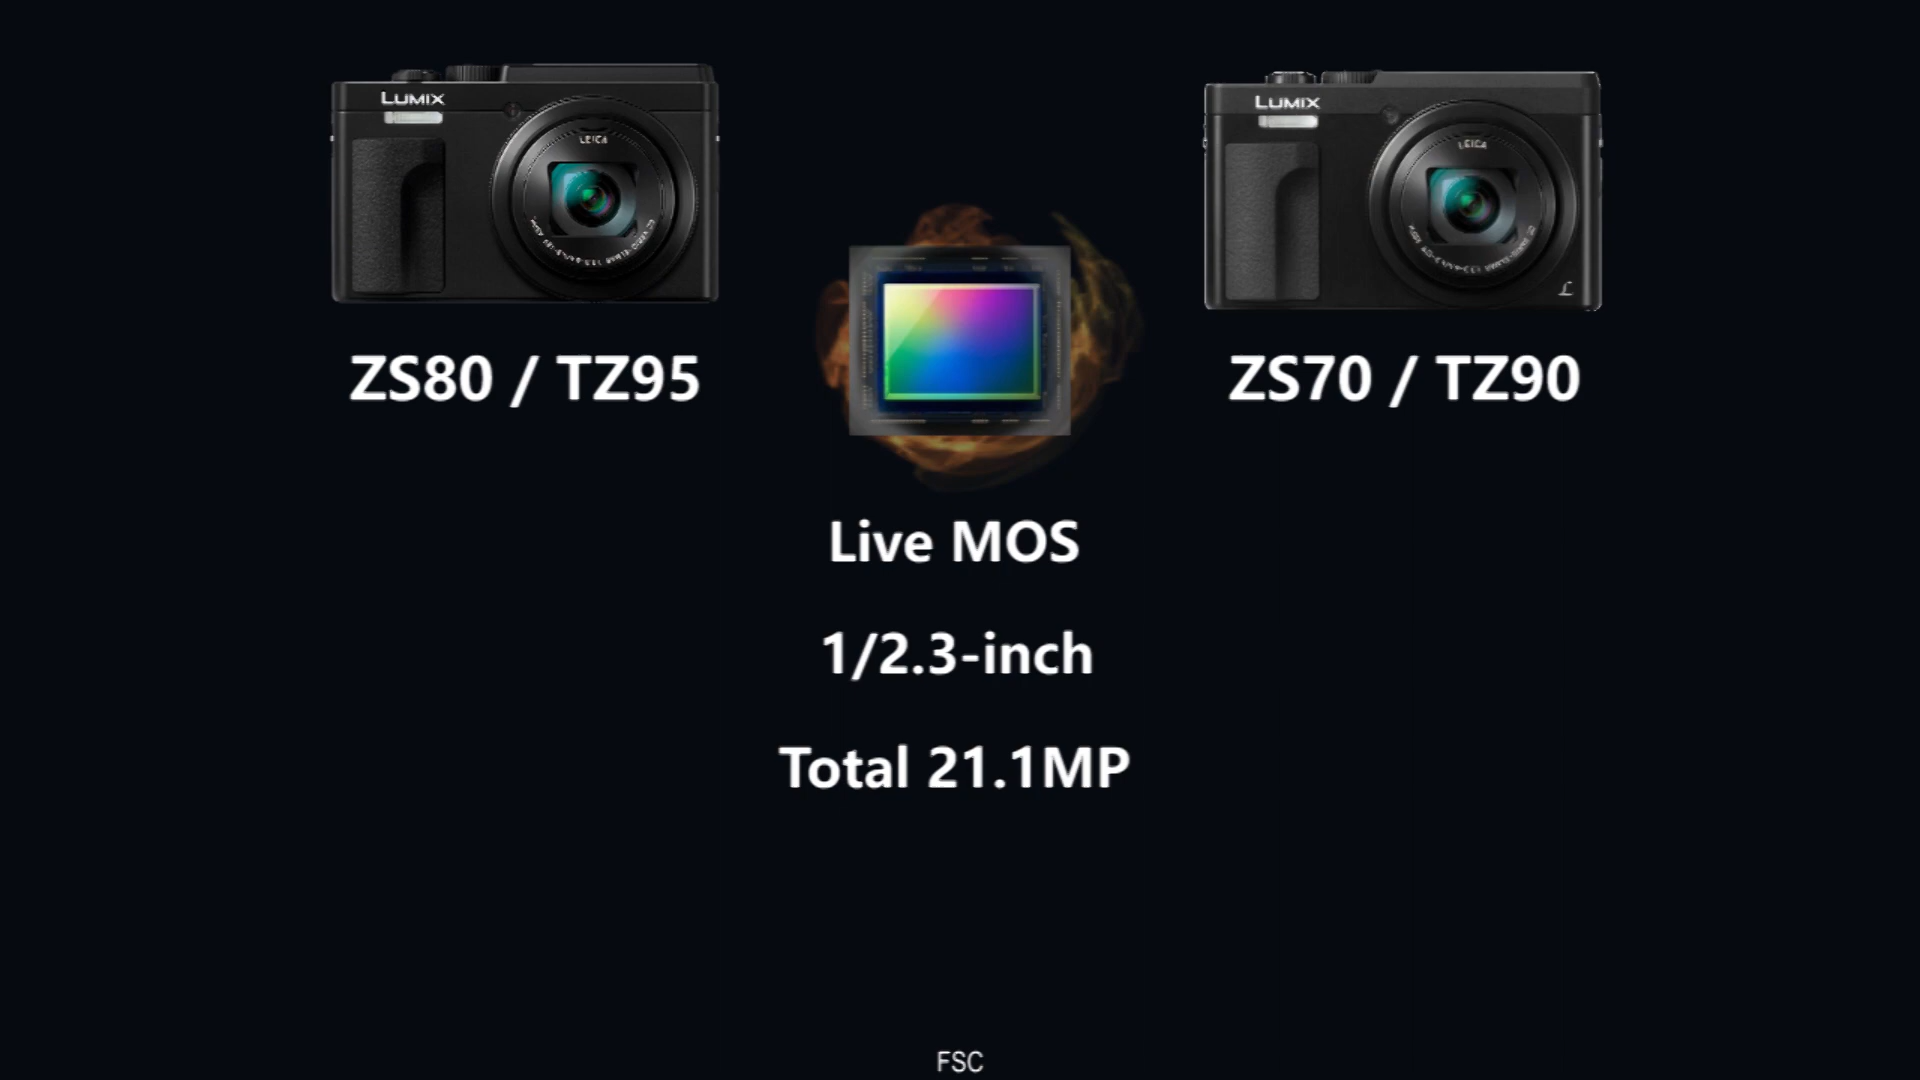 LUMIX
LEICA
ZS80 / TZ95
LUMIX
LEICA
L
ZS70 / TZ90
Live MOS
1/2.3-inch
Total 21.1MP
FSC